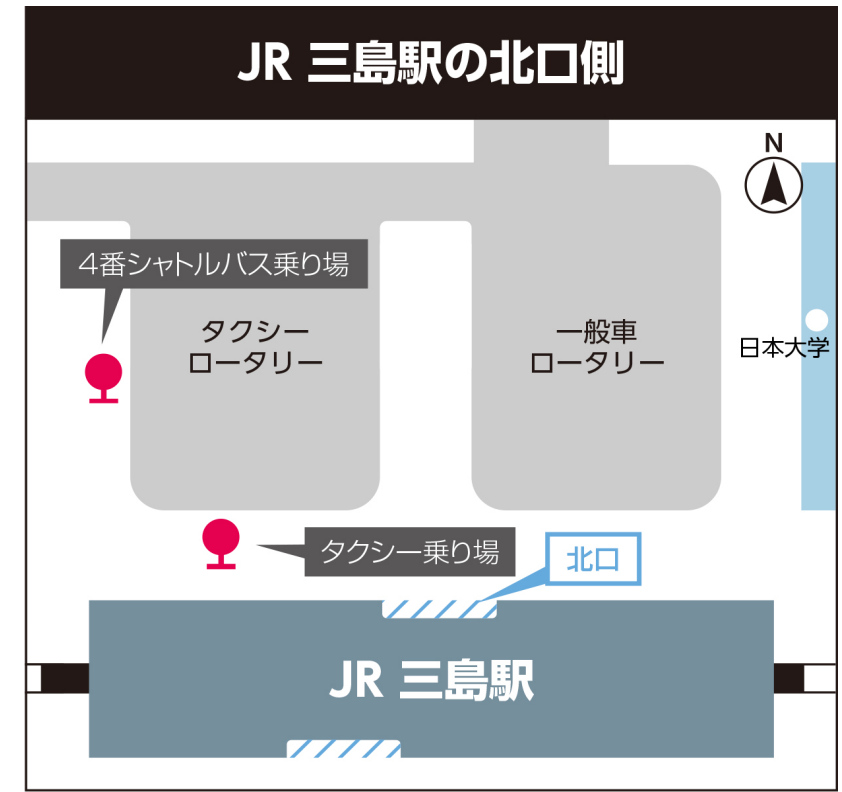 JR 三島駅の北口側
N
4番シャトルバス乗り場
タクシー
ロータリー
一般車
ロータリー
日本大学
タクシー乗り場
北口
JR 三島駅